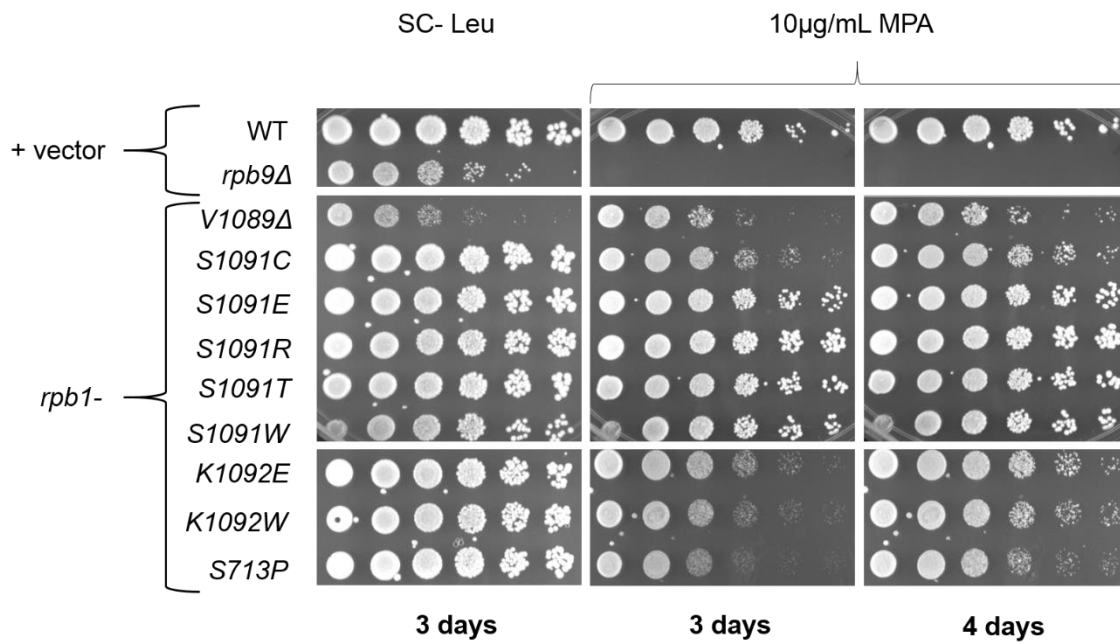 SC- Leu 10µg/mL MPA
+ vector
WT
rpb9Δ
rpb1-
V1089Δ
S1091C
S1091E
S1091R
S1091T
S1091W
K1092E
K1092W
S713P
3 days 3 days 4 days